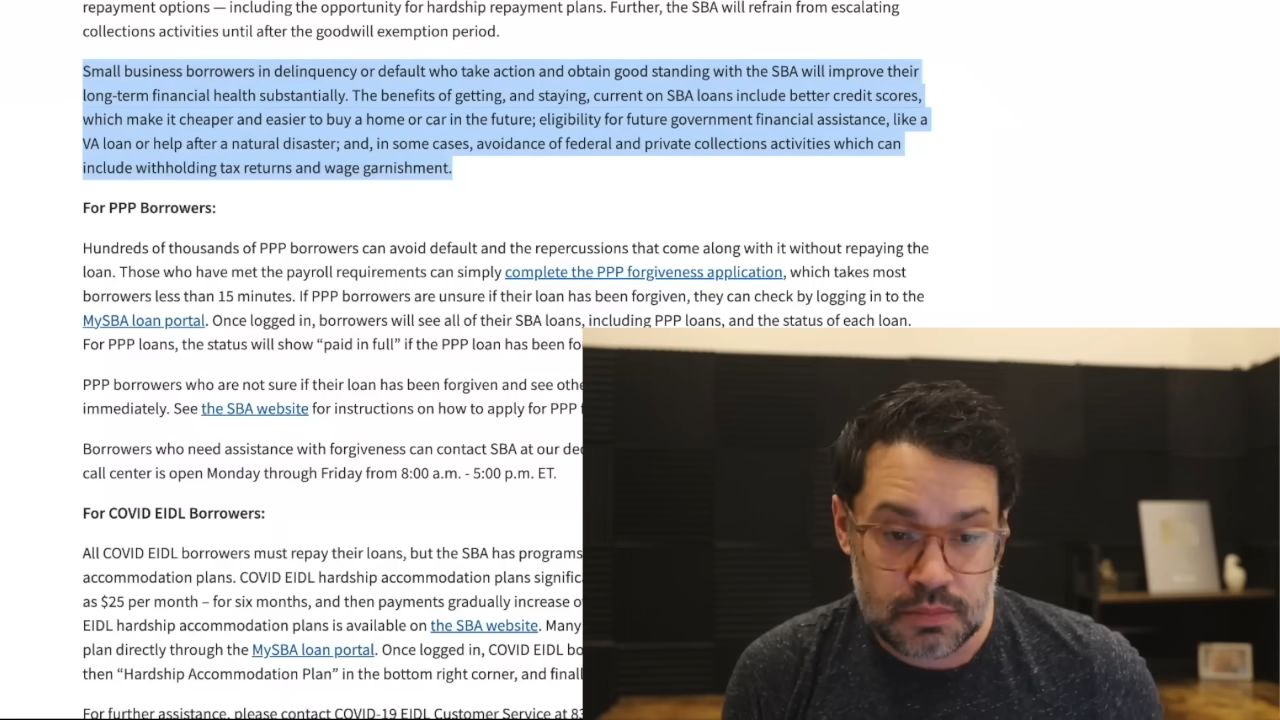 repayment options — including the opportunity for hardship repayment plans. Further, the SBA will refrain from escalating
collections activities until after the goodwill exemption period.
Small business borrowers in delinquency or default who take action and obtain good standing with the SBA will improve their
long-term financial health substantially. The benefits of getting, and staying, current on SBA loans include better credit scores,
which make it cheaper and easier to buy a home or car in the future; eligibility for future government financial assistance, like a
VA loan or help after a natural disaster; and, in some cases, avoidance of federal and private collections activities which can
include withholding tax returns and wage garnishment.
For PPP Borrowers:
Hundreds of thousands of PPP borrowers can avoid default and the repercussions that come along with it without repaying the
loan. Those who have met the payroll requirements can simply complete the PPP forgiveness application, which takes most
borrowers less than 15 minutes. If PPP borrowers are unsure if their loan has been forgiven, they can check by logging in to the
MySBA loan portal. Once logged in, borrowers will see all of their SBA loans, including PPP loans, and the status of each loan.
For PPP loans, the status will show “paid in full” if the PPP loan has been fo
PPP borrowers who are not sure if their loan has been forgiven and see othe
immediately. See the SBA website for instructions on how to apply for PPP
Borrowers who need assistance with forgiveness can contact SBA at our dec
call center is open Monday through Friday from 8:00 a.m. - 5:00 p.m. ET.
For COVID EIDL Borrowers:
All COVID EIDL borrowers must repay their loans, but the SBA has programs
accommodation plans. COVID EIDL hardship accommodation plans signific
as $25 per month – for six months, and then payments gradually increase o
EIDL hardship accommodation plans is available on the SBA website. Many
plan directly through the MySBA loan portal. Once logged in, COVID EIDL bo
then “Hardship Accommodation Plan” in the bottom right corner, and final
For further assistance, please contact COVID-19 EIDL Customer Service at 83